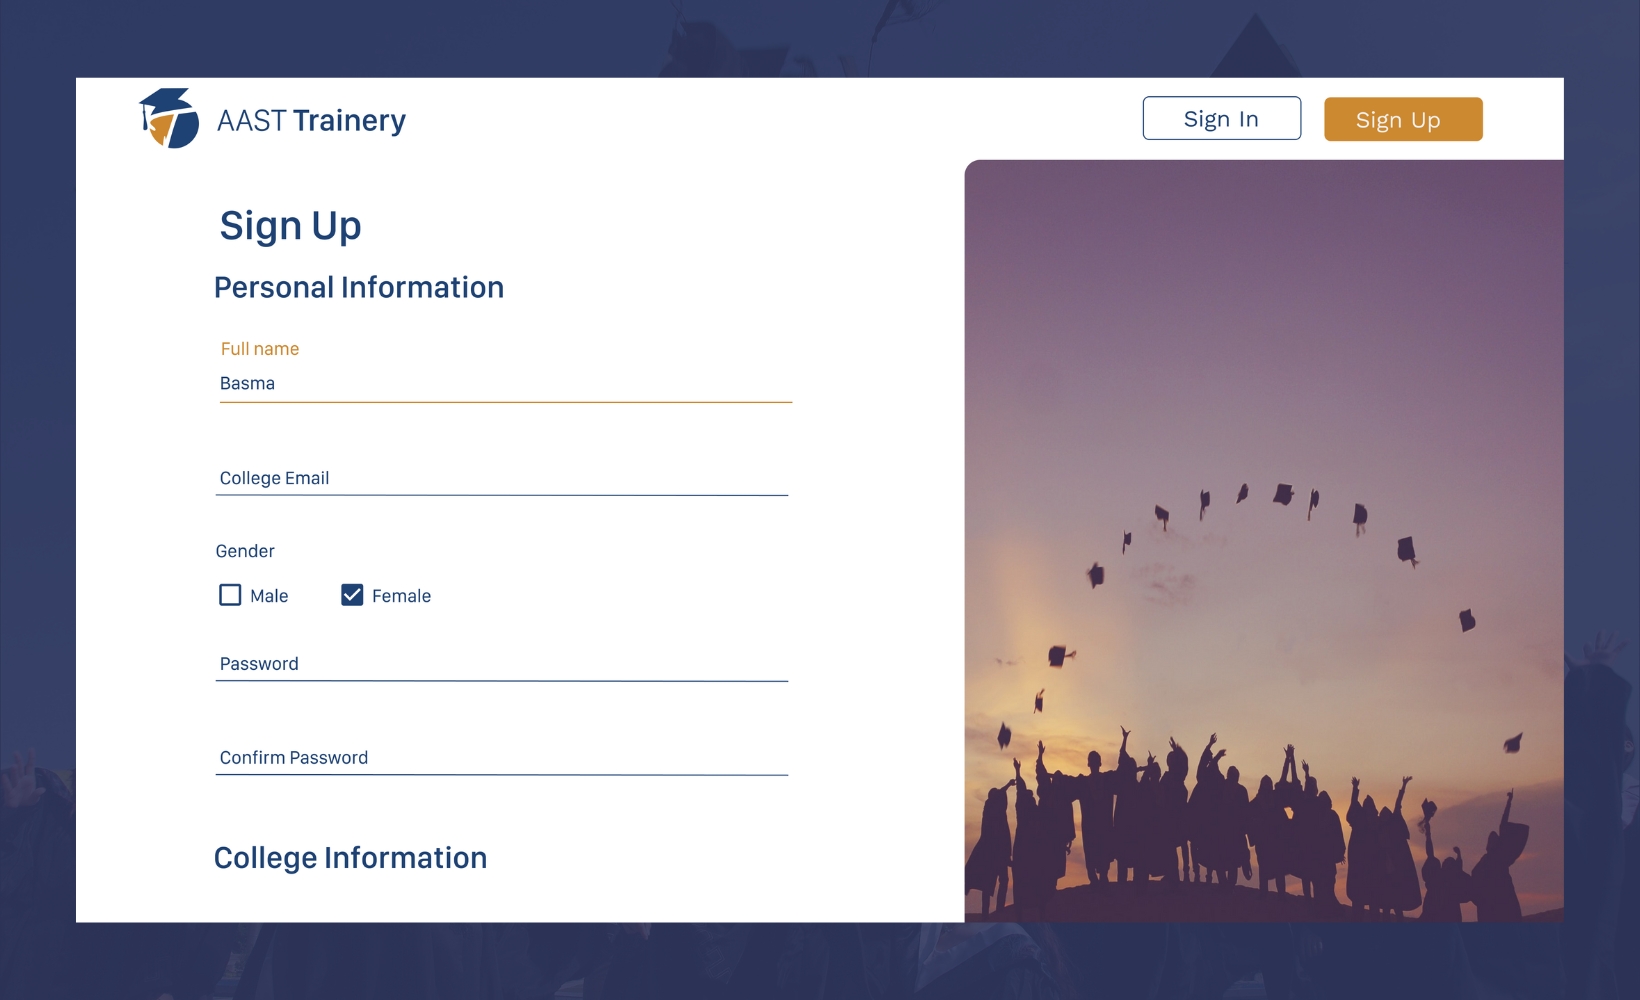 AAST Trainery
Sign In
Sign Up
Sign Up
Personal Information
Full name
Basma
College Email
Gender
Male
Female
Password
Confirm Password
College Information